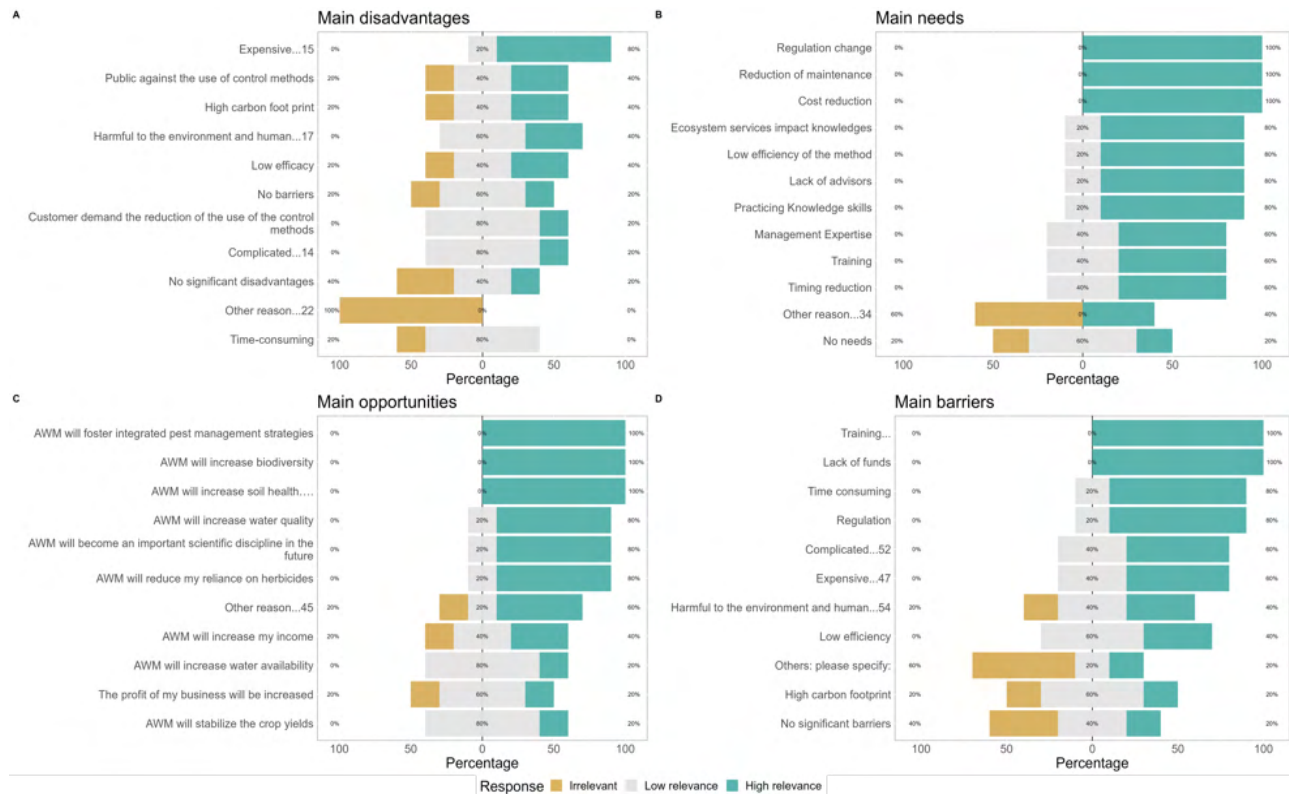 A
Main disadvantages
Expensive...15 0% 20% 80%
Public against the use of control methods 20% 40% 40%
High carbon foot print 20% 40% 40%
Harmful to the environment and human...17 0% 60% 40%
Low efficacy 20% 40% 40%
No barriers 20% 60% 20%
Customer demand the reduction of the use of the control
methods 0% 80% 20%
Complicated...14 0% 80% 20%
No significant disadvantages 40% 40% 20%
Other reason...22 100% 0% 0%
Time-consuming 20% 80% 0%
100 50 0 50 100
Percentage
B
Main needs
Regulation change 0% 0% 100%
Reduction of maintenance 0% 0% 100%
Cost reduction 0% 0% 100%
Ecosystem services impact knowledges 0% 20% 80%
Low efficiency of the method 0% 20% 80%
Lack of advisors 0% 20% 80%
Practicing Knowledge skills 0% 20% 80%
Management Expertise 0% 40% 60%
Training 0% 40% 60%
Timing reduction 0% 40% 60%
Other reason...34 60% 0% 40%
No needs 20% 60% 20%
100 50 0 50 100
Percentage
C
Main opportunities
AWM will foster integrated pest management strategies 0% 0% 100%
AWM will increase biodiversity 0% 0% 100%
AWM will increase soil health.... 0% 0% 100%
AWM will increase water quality 0% 20% 80%
AWM will become an important scientific discipline in the
future 0% 20% 80%
AWM will reduce my reliance on herbicides 0% 20% 80%
Other reason...45 20% 20% 60%
AWM will increase my income 20% 40% 40%
AWM will increase water availability 0% 80% 20%
The profit of my business will be increased 20% 60% 20%
AWM will stabilize the crop yields 0% 80% 20%
100 50 0 50 100
Percentage
D
Main barriers
Training... 0% 0% 100%
Lack of funds 0% 0% 100%
Time consuming 0% 20% 80%
Regulation 0% 20% 80%
Complicated...52 0% 40% 60%
Expensive...47 0% 40% 60%
Harmful to the environment and human...54 20% 40% 40%
Low efficiency 0% 60% 40%
Others: please specify: 60% 20% 20%
High carbon footprint 20% 60% 20%
No significant barriers 40% 40% 20%
100 50 0 50 100
Percentage
Response Irrelevant Low relevance High relevance